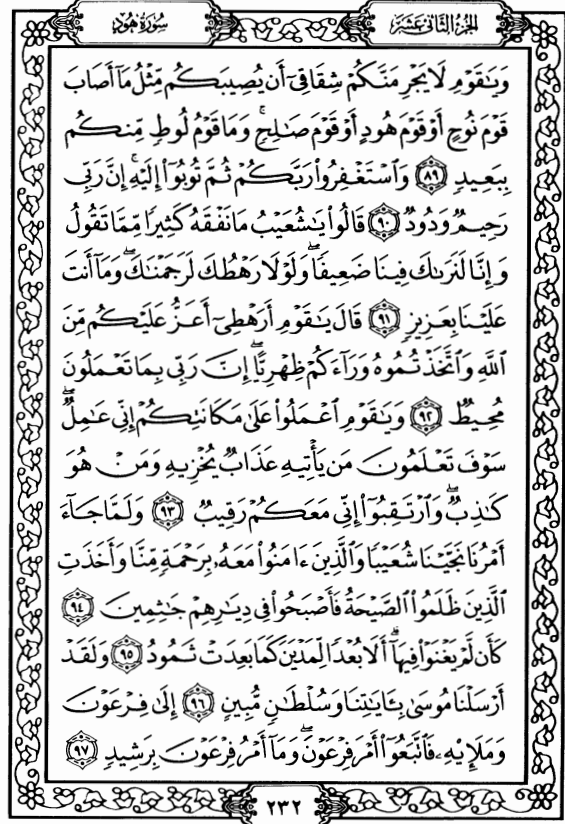 الجزء الثاني عشر
سورة هود
وَيَٰقَوْمِ لَا يَجْرِمَنَّكُمْ شِقَاقِىٓ أَن يُصِيبَكُم مِّثْلُ مَآ أَصَابَ
قَوْمَ نُوحٍ أَوْ قَوْمَ هُودٍ أَوْ قَوْمَ صَٰلِحٍۚ وَمَا قَوْمُ لُوطٍ مِّنكُم
بِبَعِيدٍ ٨٩ وَٱسْتَغْفِرُوا۟ رَبَّكُمْ ثُمَّ تُوبُوٓا۟ إِلَيْهِۚ إِنَّ رَبِّى
رَحِيمٌ وَدُودٌ ٩٠ قَالُوا۟ يَٰشُعَيْبُ مَا نَفْقَهُ كَثِيرًا مِّمَّا تَقُولُ
وَإِنَّا لَنَرَىٰكَ فِينَا ضَعِيفًاۖ وَلَوْلَا رَهْطُكَ لَرَجَمْنَٰكَۖ وَمَآ أَنتَ
عَلَيْنَا بِعَزِيزٍ ٩١ قَالَ يَٰقَوْمِ أَرَهْطِىٓ أَعَزُّ عَلَيْكُم مِّنَ
ٱللَّهِ وَٱتَّخَذْتُمُوهُ وَرَآءَكُمْ ظِهْرِيًّاۖ إِنَّ رَبِّى بِمَا تَعْمَلُونَ
مُحِيطٌ ٩٢ وَيَٰقَوْمِ ٱعْمَلُوا۟ عَلَىٰ مَكَانَتِكُمْ إِنِّى عَٰمِلٌۖ
سَوْفَ تَعْلَمُونَ مَن يَأْتِيهِ عَذَابٌ يُخْزِيهِ وَمَنْ هُوَ
كَٰذِبٌۖ وَٱرْتَقِبُوٓا۟ إِنِّى مَعَكُمْ رَقِيبٌ ٩٣ وَلَمَّا جَآءَ
أَمْرُنَا نَجَّيْنَا شُعَيْبًا وَٱلَّذِينَ ءَامَنُوا۟ مَعَهُۥ بِرَحْمَةٍ مِّنَّا وَأَخَذَتِ
ٱلَّذِينَ ظَلَمُوا۟ ٱلصَّيْحَةُ فَأَصْبَحُوا۟ فِى دِيَٰرِهِمْ جَٰثِمِينَ ٩٤
كَأَن لَّمْ يَغْنَوْا۟ فِيهَآۗ أَلَا بُعْدًا لِّمَدْيَنَ كَمَا بَعِدَتْ ثَمُودُ ٩٥ وَلَقَدْ
أَرْسَلْنَا مُوسَىٰ بِـَٔايَٰتِنَا وَسُلْطَٰنٍ مُّبِينٍ ٩٦ إِلَىٰ فِرْعَوْنَ
وَمَلَإِي۟هِۦ فَٱتَّبَعُوٓا۟ أَمْرَ فِرْعَوْنَۖ وَمَآ أَمْرُ فِرْعَوْنَ بِرَشِيدٍ ٩٧
٢٣٢